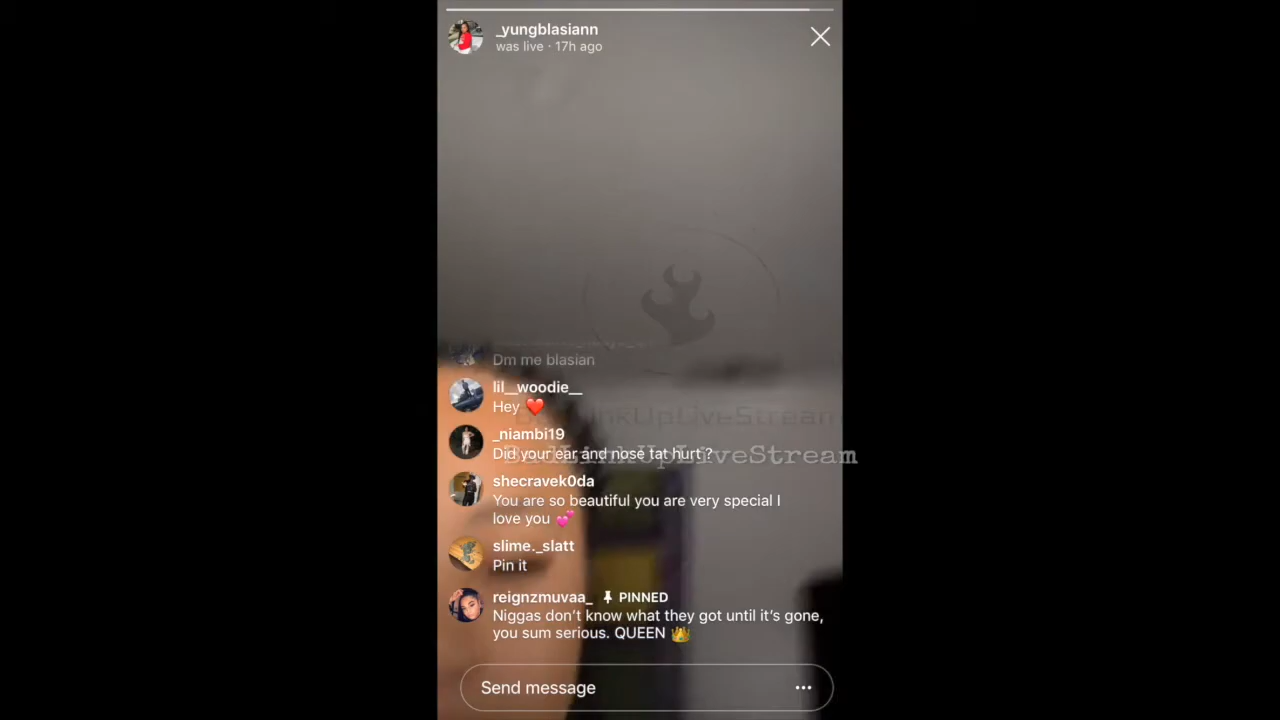 _yungblasiann
was live · 17h ago
Dm me blasian
lil__woodie__
Hey ❤️
BadLinkUpLiveStream
_niambi19
Did your ear and nose tat hurt ?
BadLinkUpLiveStream
shecravek0da
You are so beautiful you are very special I
love you 💕
slime._slatt
Pin it
reignzmuvaa_ PINNED
Niggas don’t know what they got until it’s gone,
you sum serious. QUEEN 👑
Send message